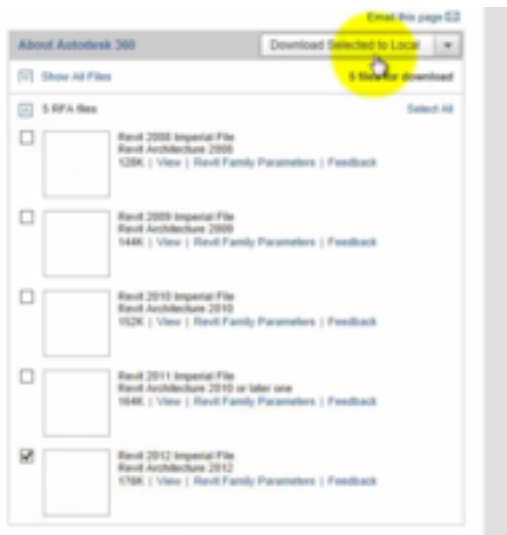 Email this page
About Autodesk 360 Download Selected to Local
Show All Files 5 files for download
5 RFA files Select All
Revit 2008 Imperial File
Revit Architecture 2008
128K | View | Revit Family Parameters | Feedback
Revit 2009 Imperial File
Revit Architecture 2009
144K | View | Revit Family Parameters | Feedback
Revit 2010 Imperial File
Revit Architecture 2010
152K | View | Revit Family Parameters | Feedback
Revit 2011 Imperial File
Revit Architecture 2010 or later one
164K | View | Revit Family Parameters | Feedback
Revit 2012 Imperial File
Revit Architecture 2012
176K | View | Revit Family Parameters | Feedback